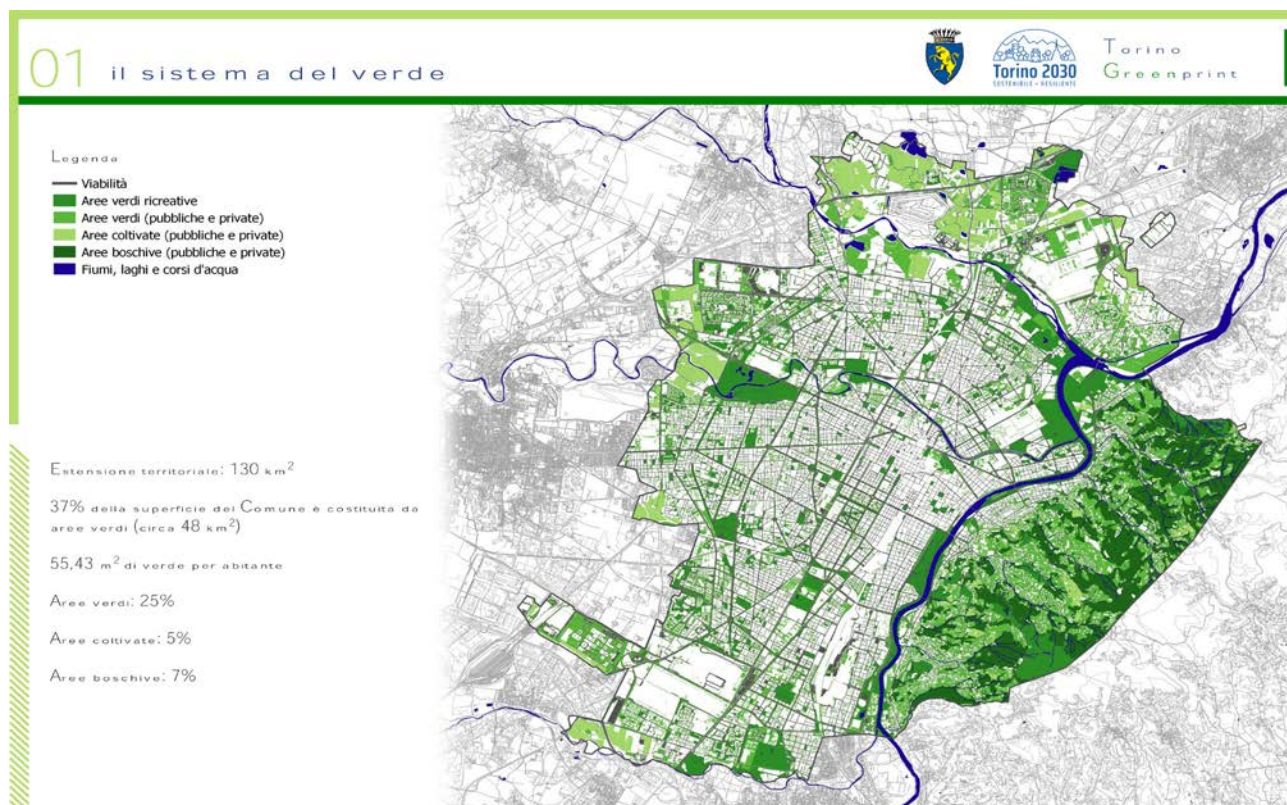 01 il sistema del verde
Torino 2030
SOSTENIBILE • RESILIENTE
Torino
Greenprint
Legenda
Viabilità
Aree verdi ricreative
Aree verdi (pubbliche e private)
Aree coltivate (pubbliche e private)
Aree boschive (pubbliche e private)
Fiumi, laghi e corsi d'acqua
Estensione territoriale: 130 km²
37% della superficie del Comune è costituita da
aree verdi (circa 48 km²)
55,43 m² di verde per abitante
Aree verdi: 25%
Aree coltivate: 5%
Aree boschive: 7%